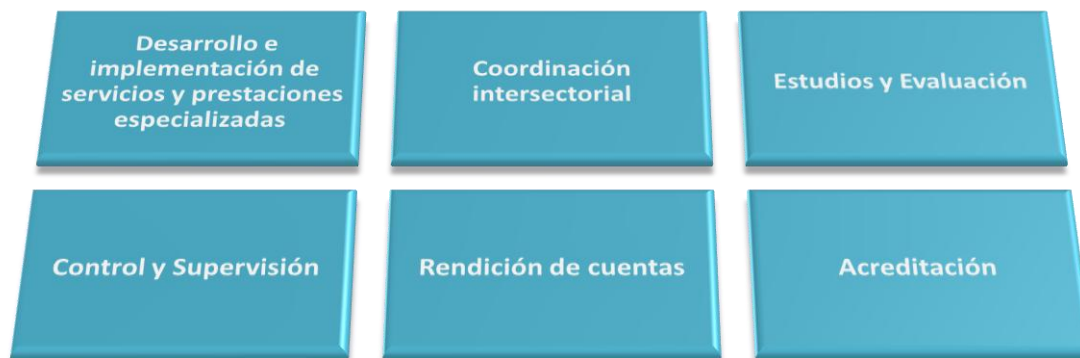 Desarrollo e
implementación de
servicios y prestaciones
especializadas
Coordinación
intersectorial
Estudios y Evaluación
Control y Supervisión
Rendición de cuentas
Acreditación